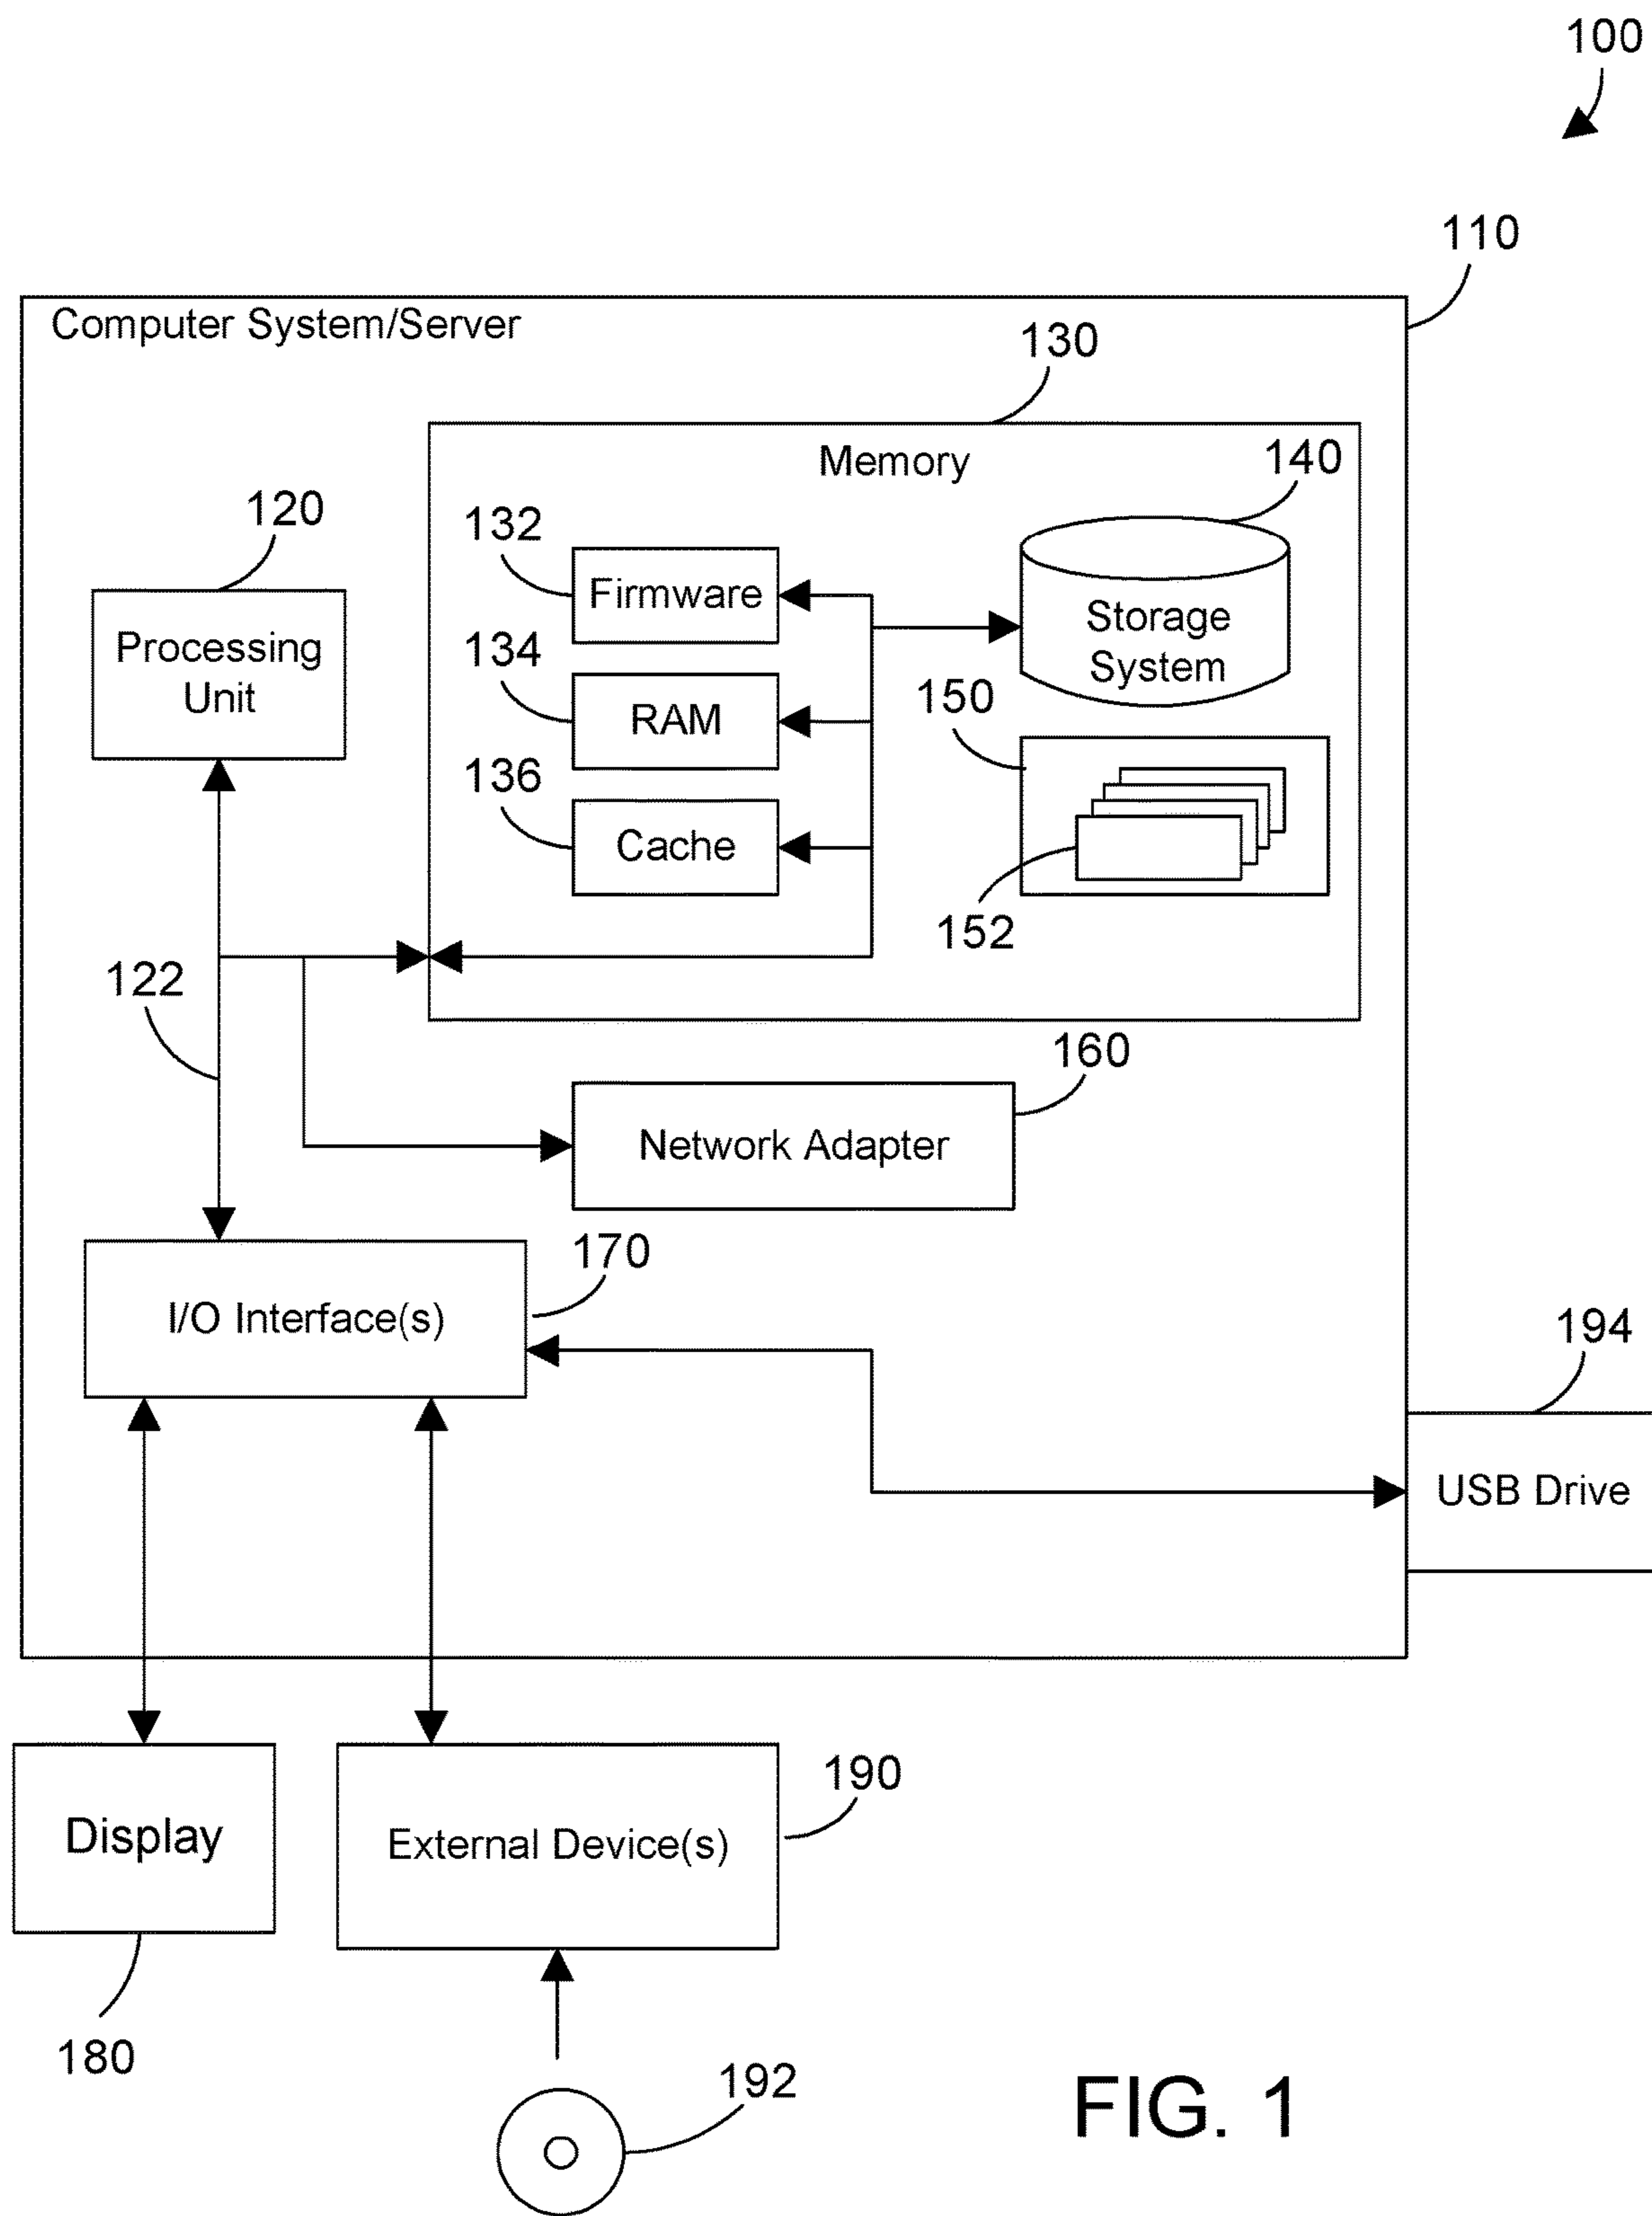 100
110
Computer System/Server
130
Memory
140
120
132
Firmware
Processing
Unit
Storage
System
134
RAM
150
136
Cache
152
122
160
Network Adapter
170
I/O Interface(s)
194
USB Drive
190
Display
External Device(s)
180
192
FIG. 1